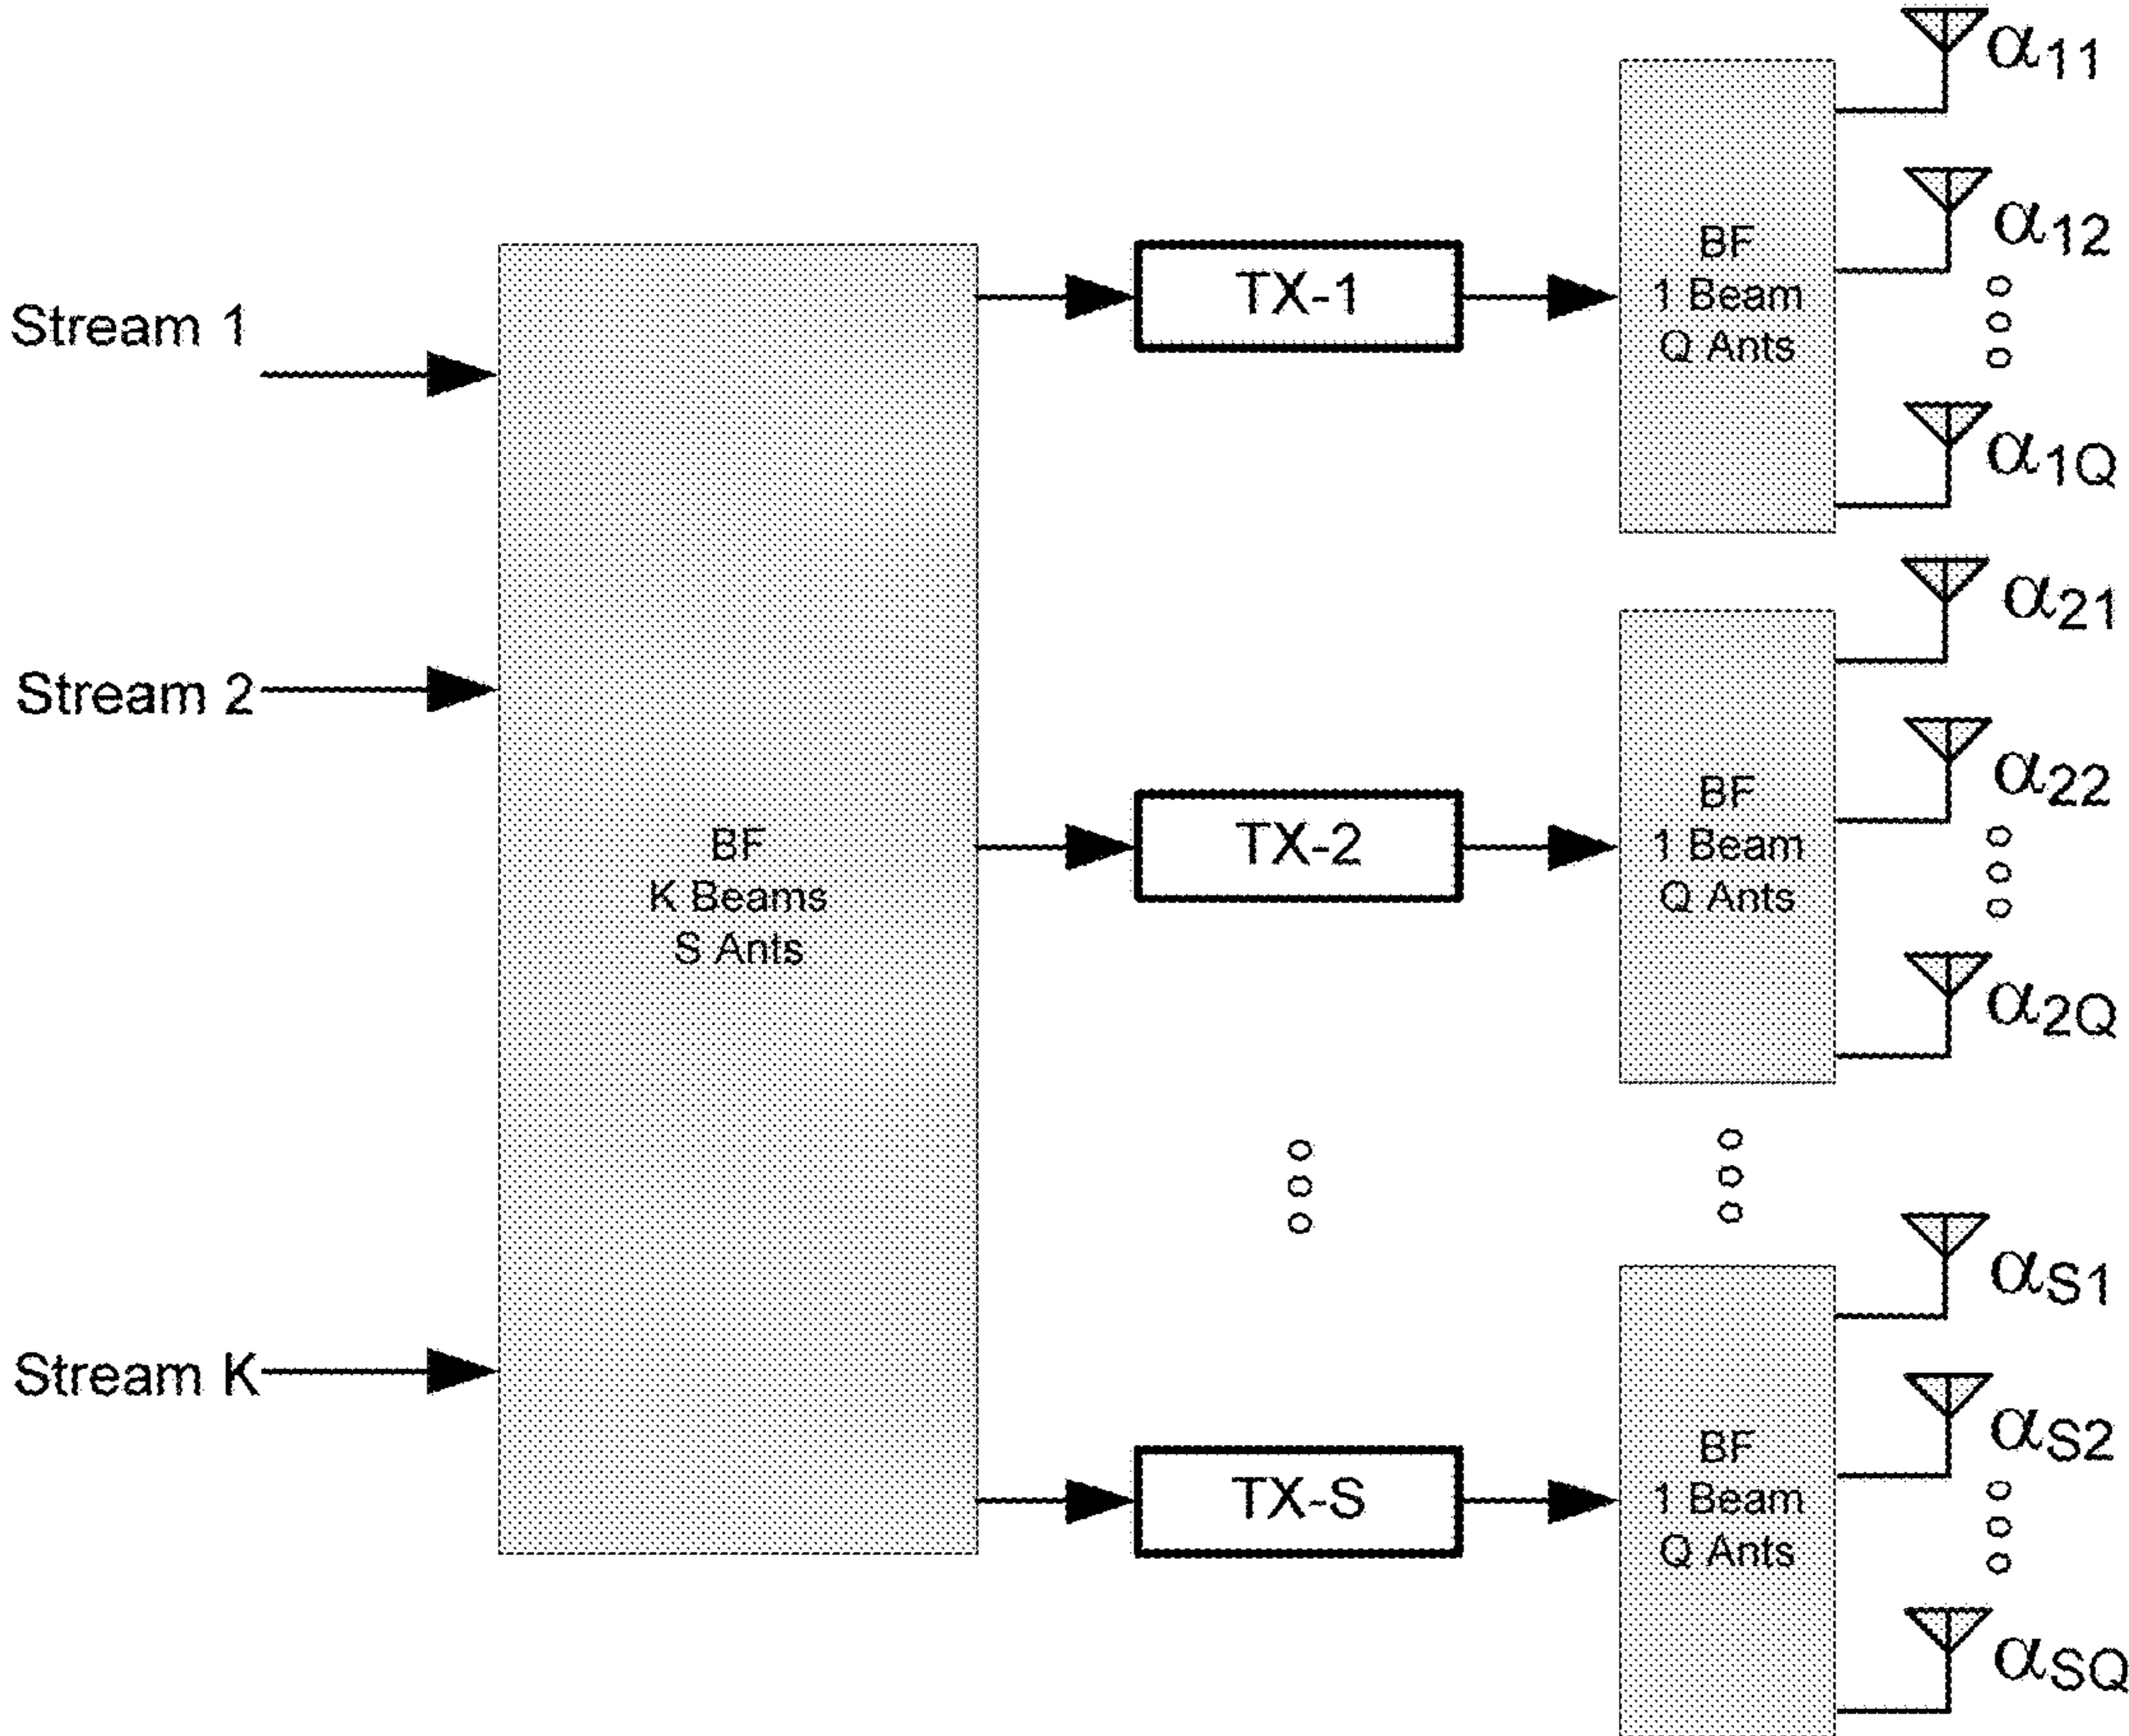 Stream 1
Stream 2
Stream K
BF
K Beams
S Ants
TX-1
TX-2
TX-S
BF
1 Beam
Q Ants
BF
1 Beam
Q Ants
BF
1 Beam
Q Ants
α11
α12
α1Q
α21
α22
α2Q
αS1
αS2
αSQ